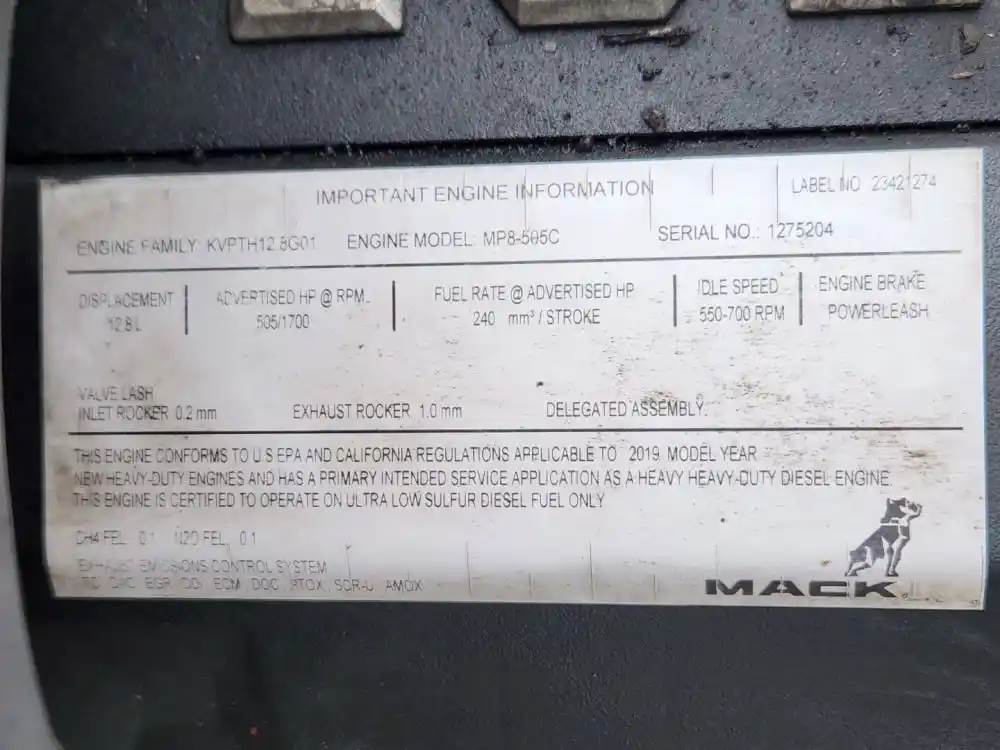 IMPORTANT ENGINE INFORMATION
LABEL NO 23421274
ENGINE FAMILY: KVPTH12.8G01 ENGINE MODEL: MP8-505C SERIAL NO.: 1275204
DISPLACEMENT ADVERTISED HP @ RPM. FUEL RATE @ ADVERTISED HP IDLE SPEED ENGINE BRAKE
12.8 L 505/1700 240 mm³ / STROKE 550-700 RPM POWERLEASH
VALVE LASH
INLET ROCKER 0.2 mm EXHAUST ROCKER 1.0 mm DELEGATED ASSEMBLY.
THIS ENGINE CONFORMS TO U S EPA AND CALIFORNIA REGULATIONS APPLICABLE TO 2019 MODEL YEAR
NEW HEAVY-DUTY ENGINES AND HAS A PRIMARY INTENDED SERVICE APPLICATION AS A HEAVY HEAVY-DUTY DIESEL ENGINE.
THIS ENGINE IS CERTIFIED TO OPERATE ON ULTRA LOW SULFUR DIESEL FUEL ONLY
CH4 FEL 0.1 N2O FEL 0.1
EXHAUST EMISSIONS CONTROL SYSTEM
EGR ECM DOC PTOX SCR-U AMOX
MACK